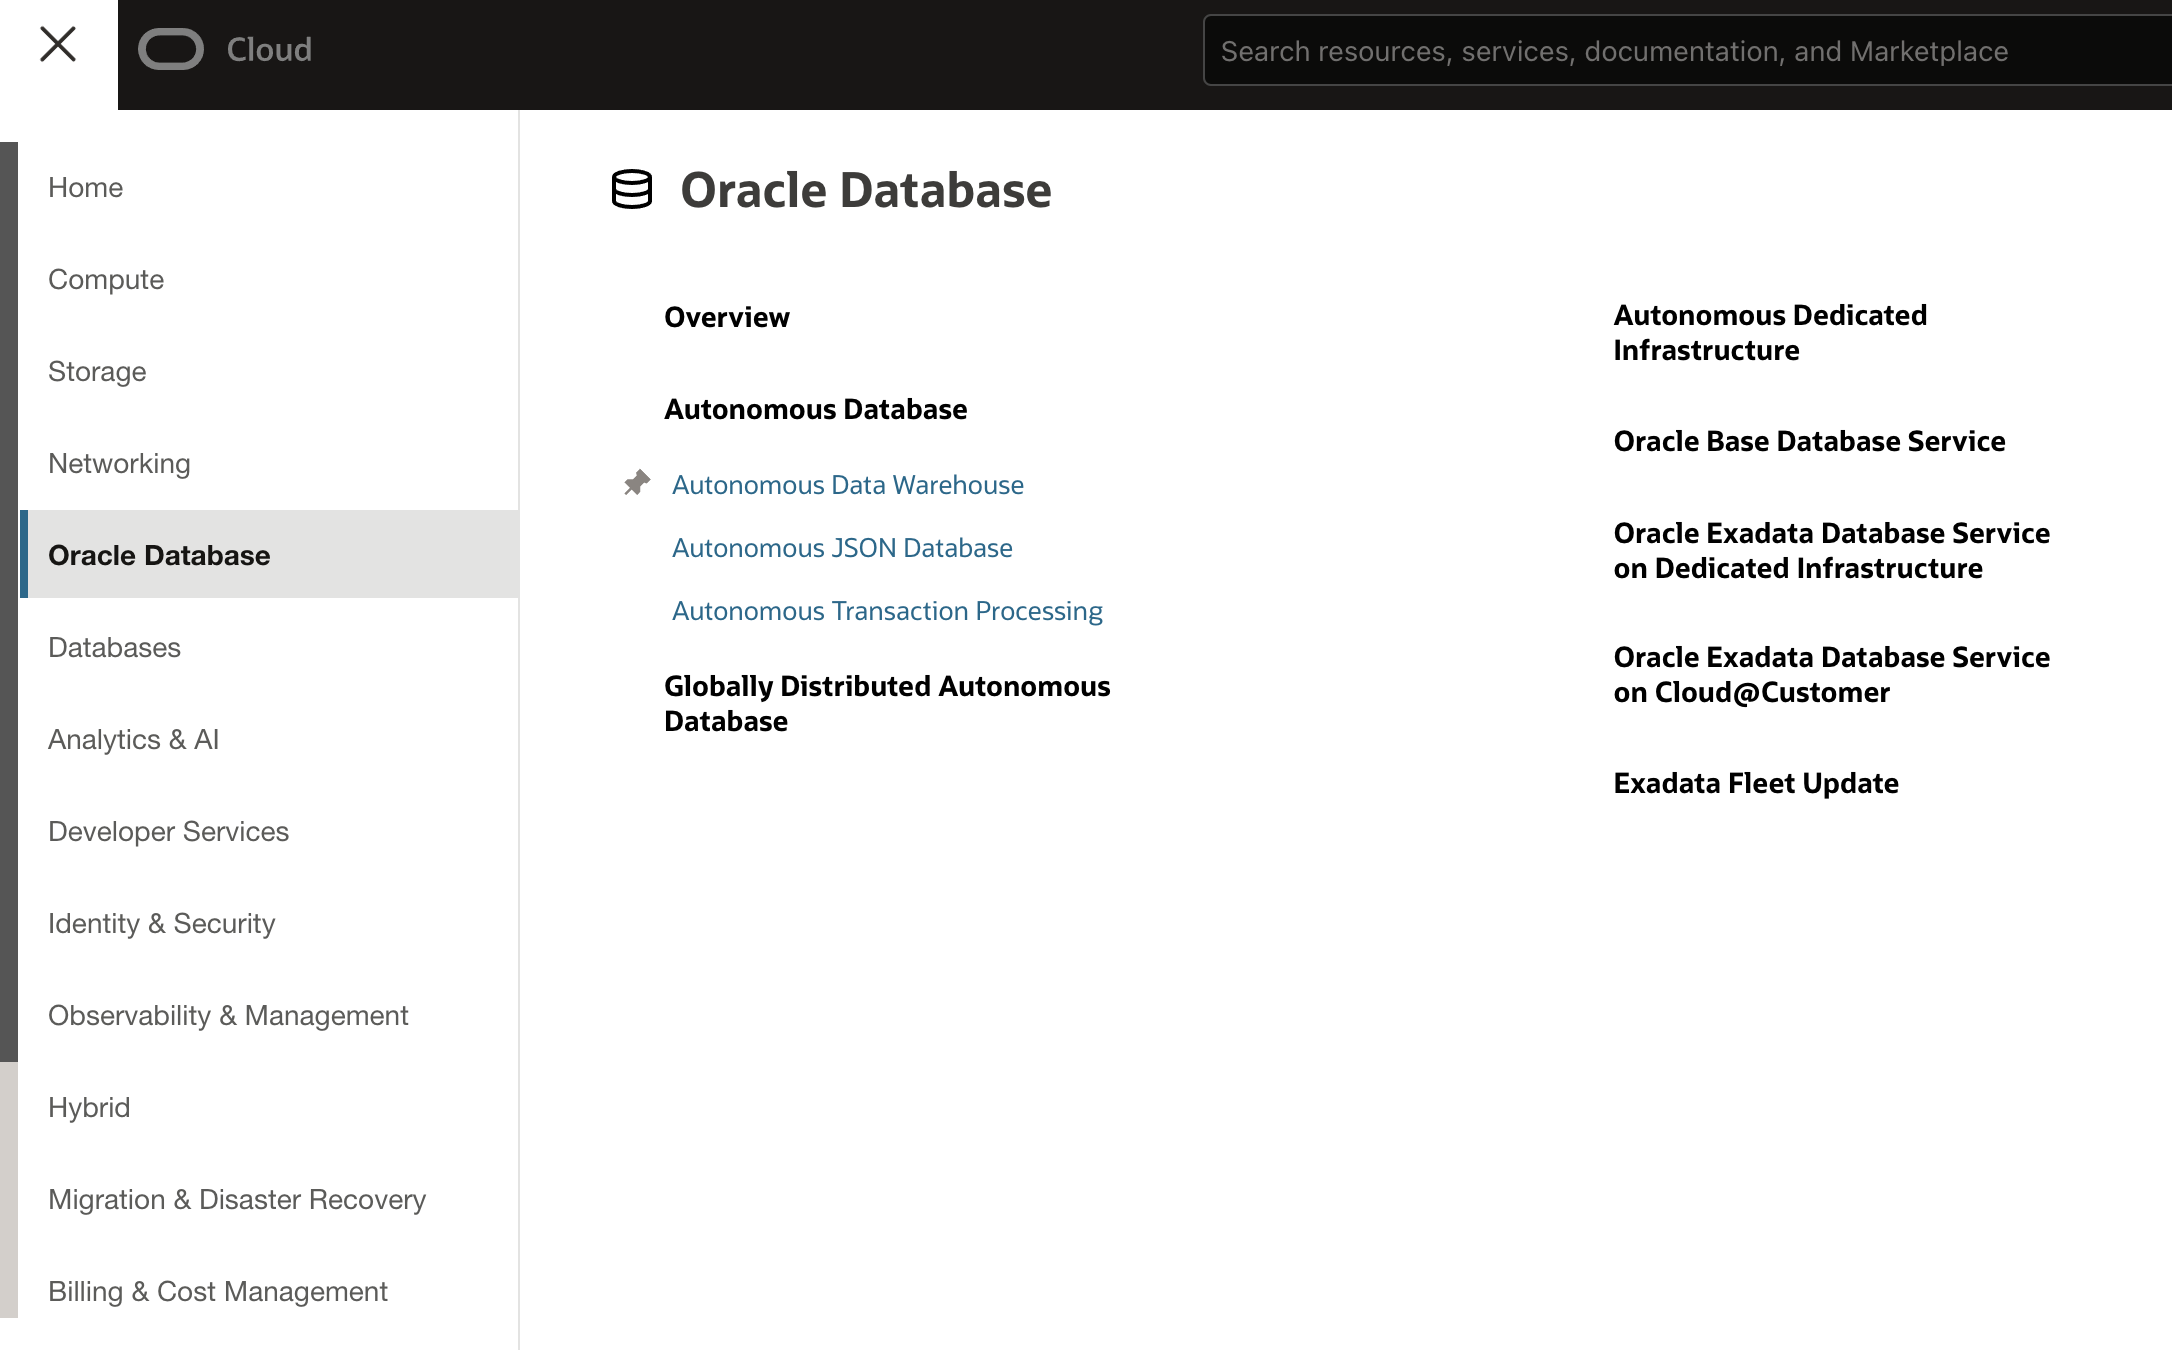 Cloud
Search resources, services, documentation, and Marketplace
Home
Compute
Storage
Networking
Oracle Database
Databases
Analytics & AI
Developer Services
Identity & Security
Observability & Management
Hybrid
Migration & Disaster Recovery
Billing & Cost Management
Oracle Database
Overview
Autonomous Database
Autonomous Data Warehouse
Autonomous JSON Database
Autonomous Transaction Processing
Globally Distributed Autonomous
Database
Autonomous Dedicated
Infrastructure
Oracle Base Database Service
Oracle Exadata Database Service
on Dedicated Infrastructure
Oracle Exadata Database Service
on Cloud@Customer
Exadata Fleet Update